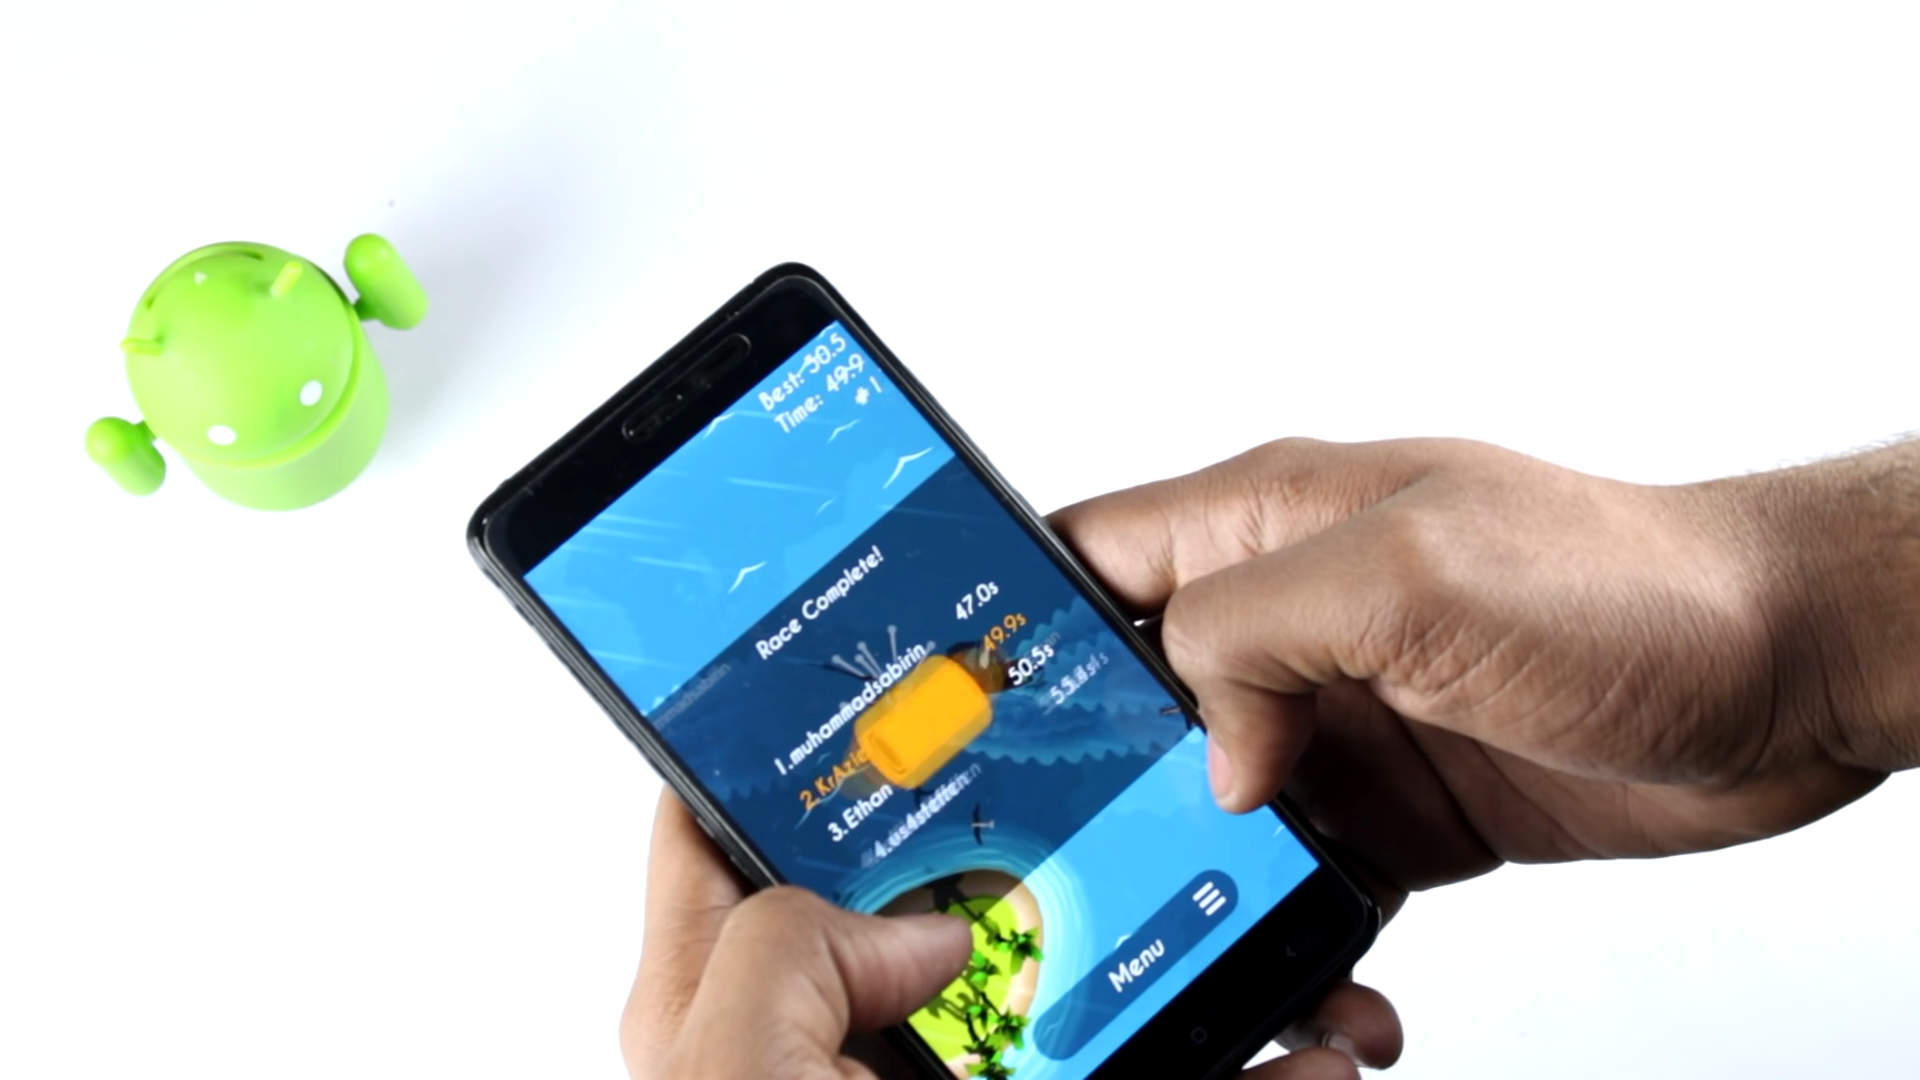 Best: 50.5
Time: 49.9
#1
Race Complete!
1. muhammadsabirin 47.0s
2. KrAzie 49.9s
3. Ethan 50.5s
Menu